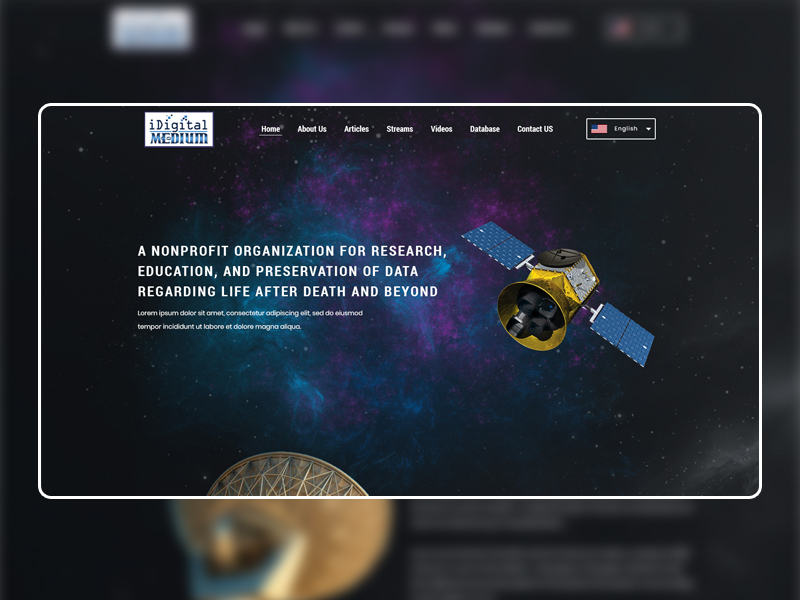 iDigital
MEDIUM
Home
About Us
Articles
Streams
Videos
Database
Contact US
English
A NONPROFIT ORGANIZATION FOR RESEARCH,
EDUCATION, AND PRESERVATION OF DATA
REGARDING LIFE AFTER DEATH AND BEYOND
Lorem ipsum dolor sit amet, consectetur adipiscing elit, sed do eiusmod
tempor incididunt ut labore et dolore magna aliqua.